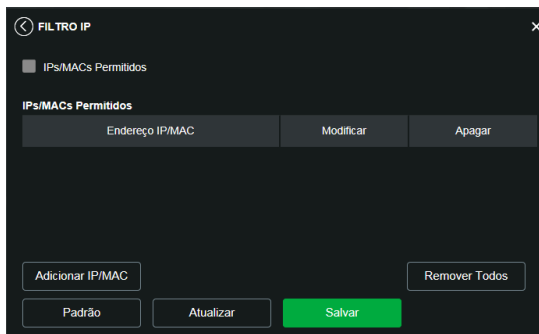 FILTRO IP
IPs/MACs Permitidos
IPs/MACs Permitidos
Endereço IP/MAC Modificar Apagar
Adicionar IP/MAC Remover Todos
Padrão Atualizar Salvar